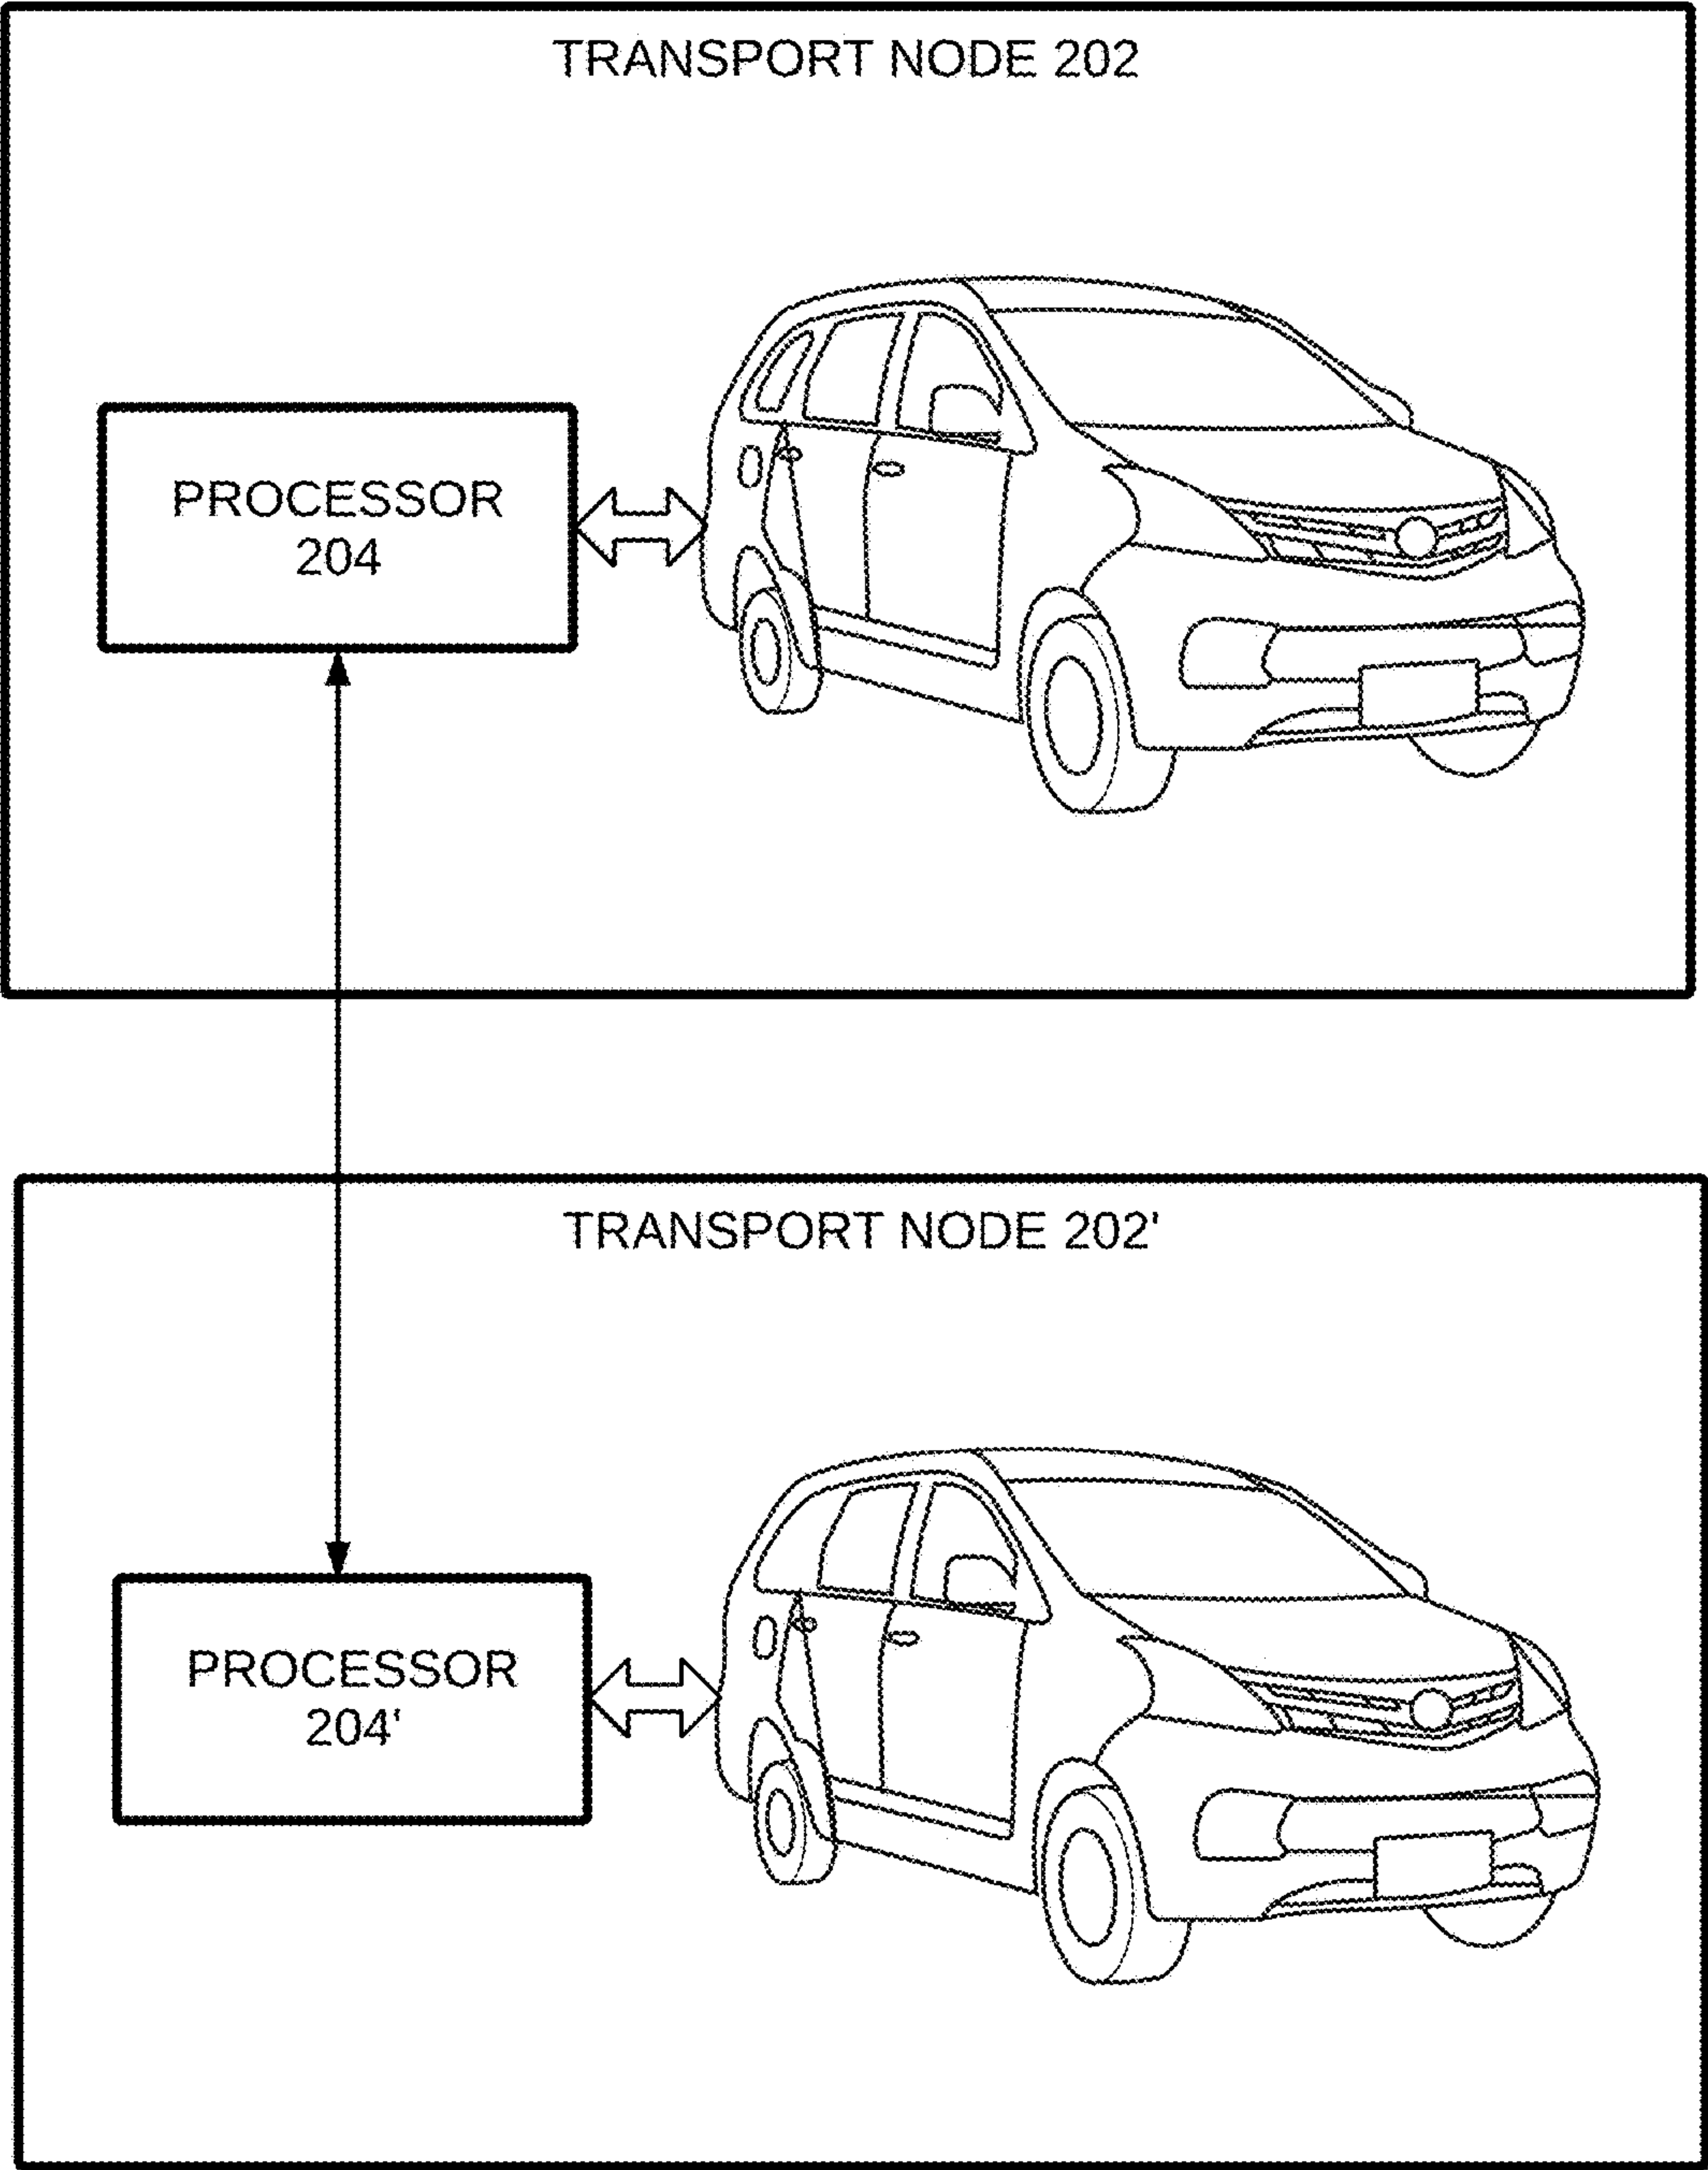 TRANSPORT NODE 202
PROCESSOR
204
TRANSPORT NODE 202'
PROCESSOR
204'